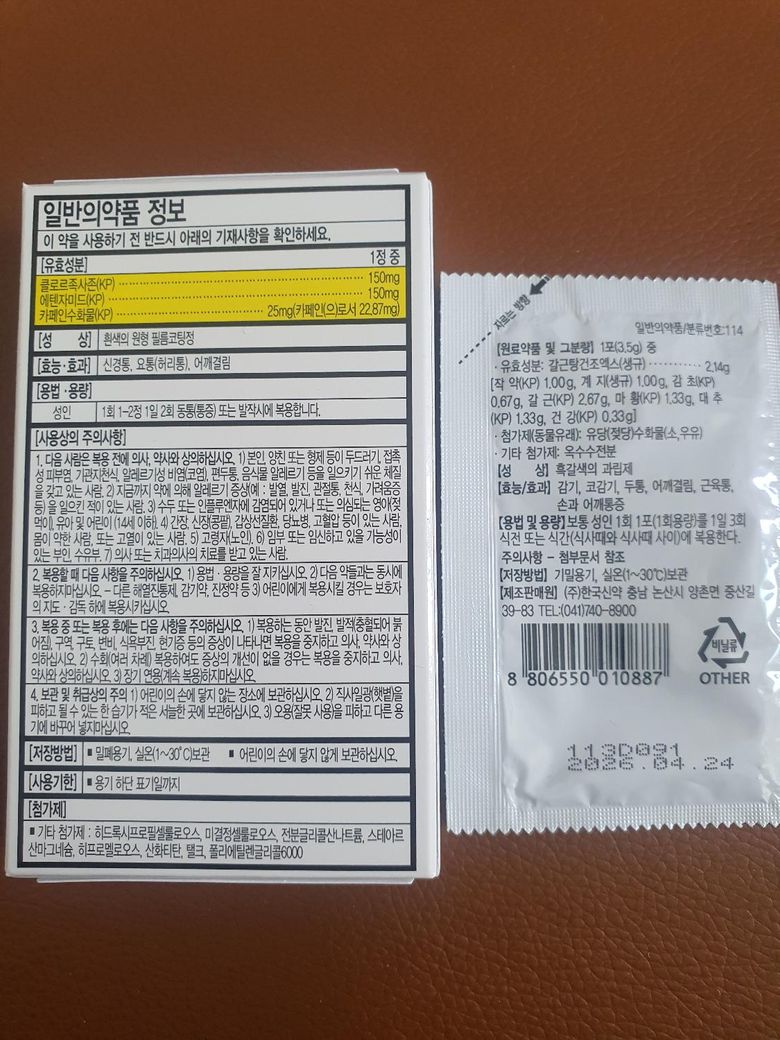 일반의약품 정보
이 약을 사용하기 전 반드시 아래의 기재사항을 확인하세요.
[유효성분] 1정 중
클로르족사존(KP) 150mg
에텐자미드(KP) 150mg
카페인수화물(KP) 25mg(카페인(으)로서 22.87mg)
[성 상] 흰색의 원형 필름코팅정
[효능·효과] 신경통, 요통(허리통), 어깨결림
[용법·용량]
성인 1회 1~2정 1일 2회 동통(통증) 또는 발작시에 복용합니다.
[사용상의 주의사항]
1. 다음 사람은 복용 전에 의사, 약사와 상의하십시오. 1) 본인, 양친 또는 형제 등이 두드러기, 접촉
성 피부염, 기관지천식, 알레르기성 비염(코염), 편두통, 음식물 알레르기 등을 일으키기 쉬운 체질
을 갖고 있는 사람. 2) 지금까지 약에 의해 알레르기 증상(예 : 발열, 발진, 관절통, 천식, 가려움증
등)을 일으킨 적이 있는 사람. 3) 수두 또는 인플루엔자에 감염되어 있거나 또는 의심되는 영아(젖
먹이), 유아 및 어린이(14세 이하). 4) 간장, 신장(콩팥), 갑상선질환, 당뇨병, 고혈압 등이 있는 사람,
몸이 약한 사람, 또는 고열이 있는 사람. 5) 고령자(노인). 6) 임부 또는 임신하고 있을 가능성이
있는 부인, 수유부. 7) 의사 또는 치과의사의 치료를 받고 있는 사람.
2. 복용할 때 다음 사항을 주의하십시오. 1) 용법·용량을 잘 지키십시오. 2) 다음 약들과는 동시에
복용하지마십시오. - 다른 해열진통제, 감기약, 진정약 등 3) 어린이에게 복용시킬 경우는 보호자
의 지도·감독 하에 복용시키십시오
3. 복용 중 또는 복용 후에는 다음 사항을 주의하십시오. 1) 복용하는 동안 발진, 발적(충혈되어 붉
어짐), 구역, 구토, 변비, 식욕부진, 현기증 등의 증상이 나타나면 복용을 중지하고 의사, 약사와 상
의하십시오. 2) 수회(여러 차례) 복용하여도 증상의 개선이 없을 경우는 복용을 중지하고 의사,
약사와 상의하십시오. 3) 장기 연용(계속 복용)하지마십시오.
4. 보관 및 취급상의 주의 1) 어린이의 손에 닿지 않는 장소에 보관하십시오. 2) 직사일광(햇볕)을
피하고 될 수 있는 한 습기가 적은 서늘한 곳에 보관하십시오. 3) 오용(잘못 사용)을 피하고 다른 용
기에 바꾸어 넣지마십시오.
[저장방법] ▪ 밀폐용기, 실온(1~30℃)보관 ▪ 어린이의 손에 닿지 않게 보관하십시오.
[사용기한] ▪ 용기 하단 표기일까지
[첨가제]
▪ 기타 첨가제 : 히드록시프로필셀룰로오스, 미결정셀룰로오스, 전분글리콜산나트륨, 스테아르
산마그네슘, 히프로멜로오스, 산화티탄, 탤크, 폴리에틸렌글리콜6000
자르는 방향
일반의약품/분류번호:114
[원료약품 및 그분량] 1포(3.5g) 중
· 유효성분: 갈근탕건조엑스(생규) 2.14g
[작 약(KP) 1.00g, 계 지(생규) 1.00g, 감 초(KP)
0.67g, 갈 근(KP) 2.67g, 마 황(KP) 1.33g, 대 추
(KP) 1.33g, 건 강(KP) 0.33g]
· 첨가제(동물유래): 유당(젖당)수화물(소,우유)
· 기타 첨가제: 옥수수전분
[성 상] 흑갈색의 과립제
[효능/효과] 감기, 코감기, 두통, 어깨결림, 근육통,
손과 어깨통증
[용법 및 용량] 보통 성인 1회 1포(1회용량)를 1일 3회
식전 또는 식간(식사때와 식사때 사이)에 복용한다.
주의사항 - 첨부문서 참조
[저장방법] 기밀용기, 실온(1~30℃)보관
[제조판매원] (주)한국신약 충남 논산시 양촌면 중산길
39-83 TEL:(041)740-8900
비닐류
OTHER
8 806550 010887
113D091
2026.04.24